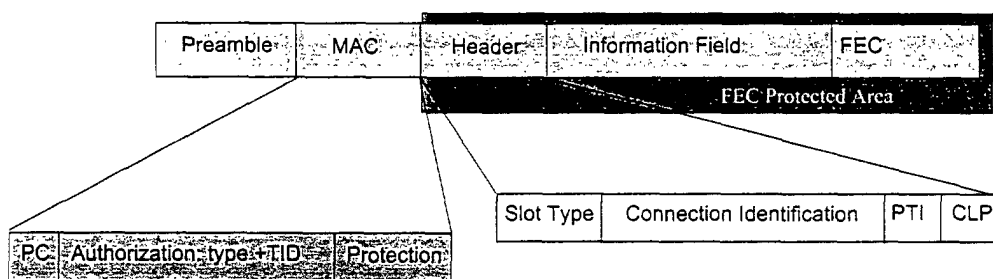 Preamble MAC Header Information Field FEC
FEC Protected Area
Slot Type Connection Identification PTI CLP
PC Authorization: type +TID Protection